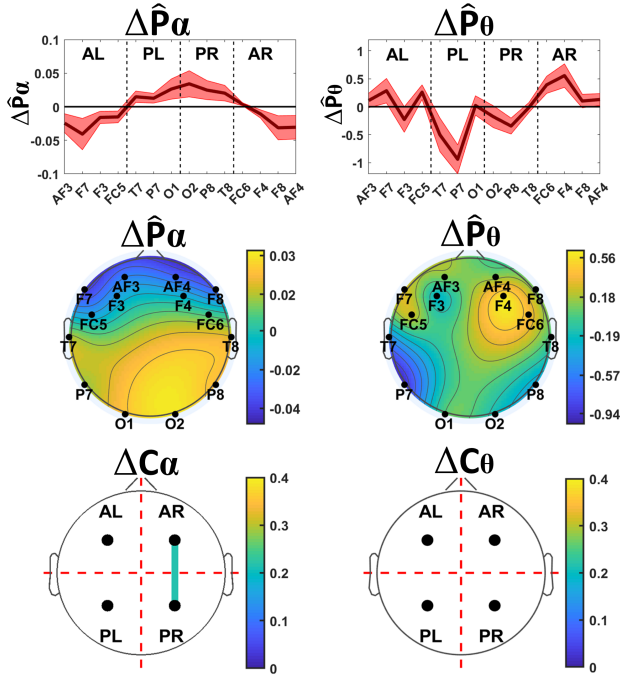 ΔP̂α ΔP̂θ
ΔP̂α
0.1
0.05
0
-0.05
-0.1
AL PL PR AR
AF3 F7 F3 FC5 T7 P7 O1 O2 P8 T8 FC6 F4 F8 AF4
ΔP̂θ
1
0.5
0
-0.5
-1
AL PL PR AR
AF3 F7 F3 FC5 T7 P7 O1 O2 P8 T8 FC6 F4 F8 AF4
ΔP̂α ΔP̂θ
F7 AF3 AF4 F8
F3 F4
FC5 FC6
T7 T8
P7 P8
O1 O2
0.03
0.02
0
-0.02
-0.04
F7 AF3 AF4 F8
F3 F4
FC5 FC6
T7 T8
P7 P8
O1 O2
0.56
0.18
-0.19
-0.57
-0.94
ΔCα ΔCθ
AL AR
PL PR
0.4
0.3
0.2
0.1
0
AL AR
PL PR
0.4
0.3
0.2
0.1
0